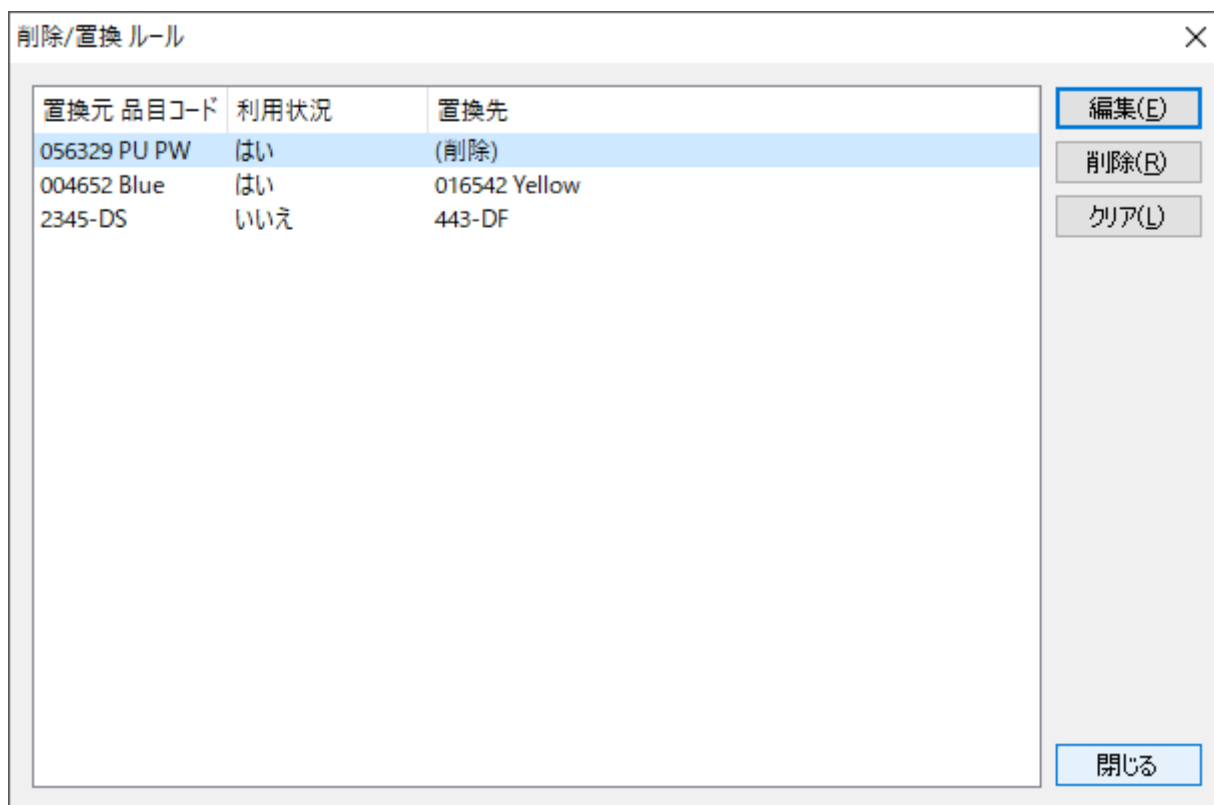 削除/置換 ルール
置換元 品目コード 利用状況 置換先
056329 PU PW はい (削除)
004652 Blue はい 016542 Yellow
2345-DS いいえ 443-DF
編集(E)
削除(R)
クリア(L)
閉じる